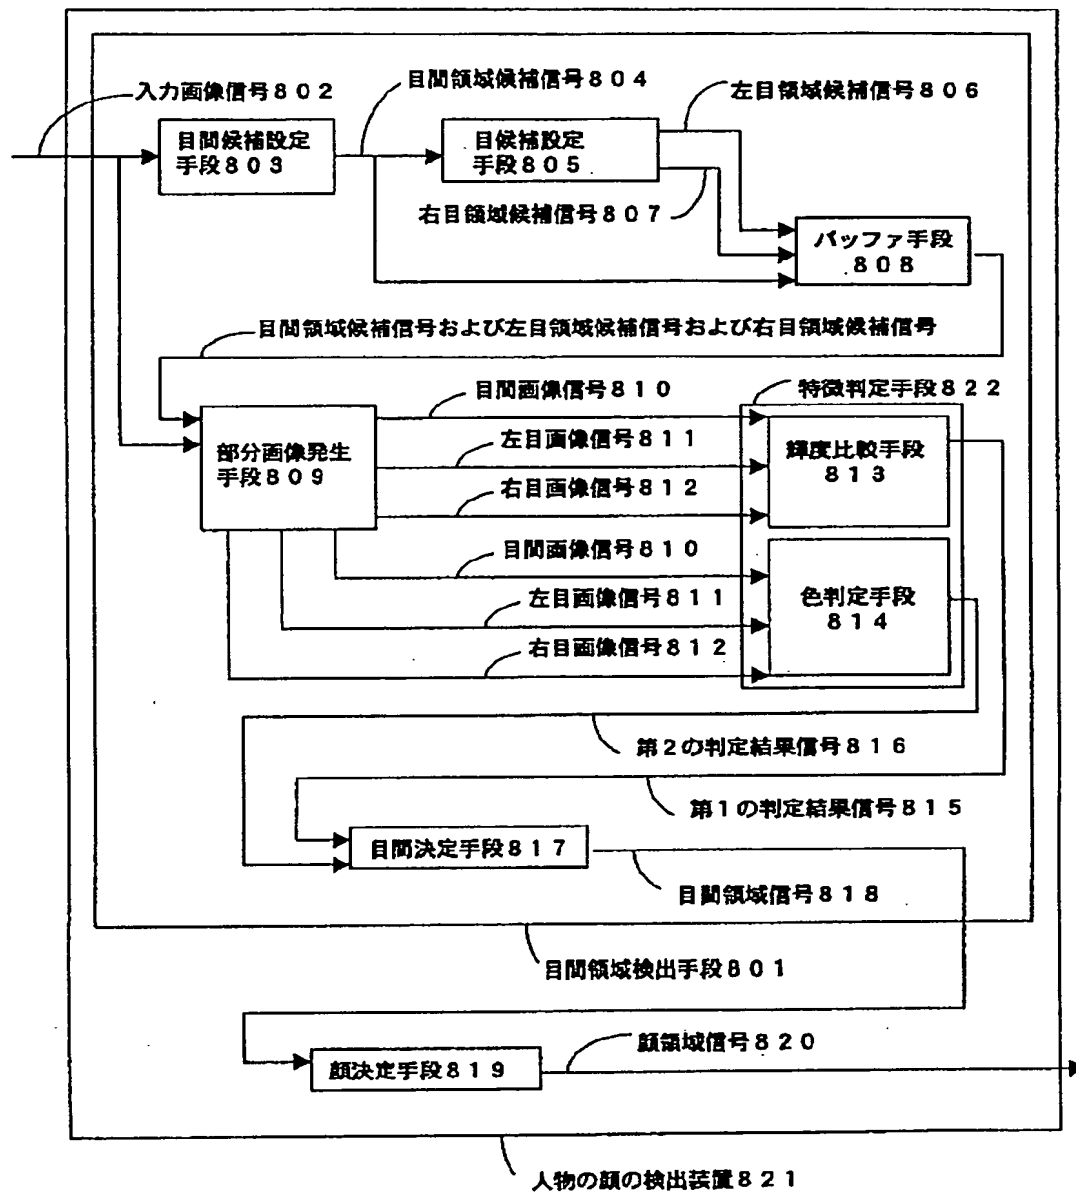 入力画像信号802
目間領域候補信号804
左目領域候補信号806
目間候補設定
手段803
目候補設定
手段805
右目領域候補信号807
バッファ手段
808
目間領域候補信号および左目領域候補信号および右目領域候補信号
目間画像信号810
特徴判定手段822
部分画像発生
手段809
左目画像信号811
輝度比較手段
813
右目画像信号812
目間画像信号810
左目画像信号811
色判定手段
814
右目画像信号812
第2の判定結果信号816
第1の判定結果信号815
目間決定手段817
目間領域信号818
目間領域検出手段801
顔領域信号820
顔決定手段819
人物の顔の検出装置821